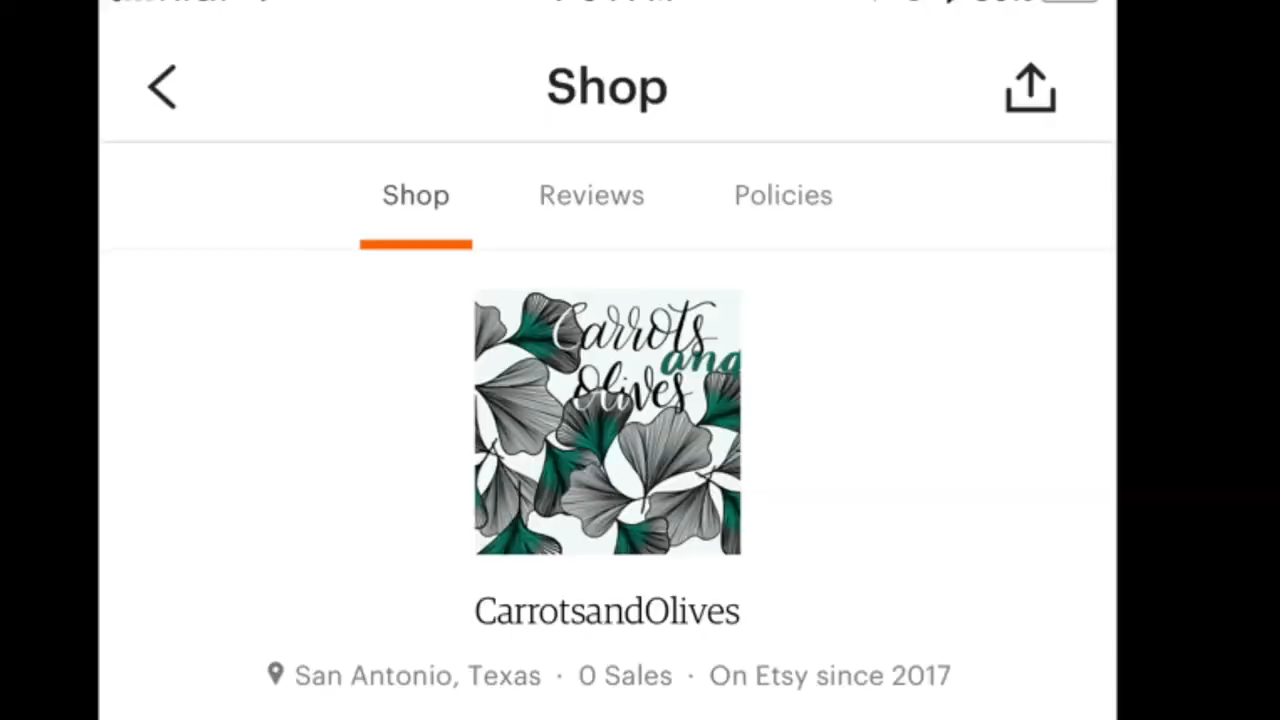 Shop
Shop Reviews Policies
Carrots
and
Olives
CarrotsandOlives
San Antonio, Texas · 0 Sales · On Etsy since 2017